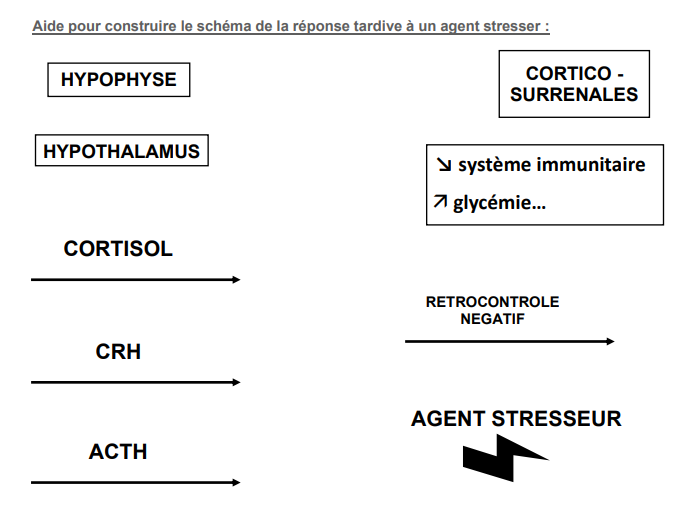 Aide pour construire le schéma de la réponse tardive à un agent stresser :
HYPOPHYSE
HYPOTHALAMUS
CORTISOL
CRH
ACTH
CORTICO -
SURRENALES
↘ système immunitaire
↗ glycémie...
RETROCONTROLE
NEGATIF
AGENT STRESSEUR